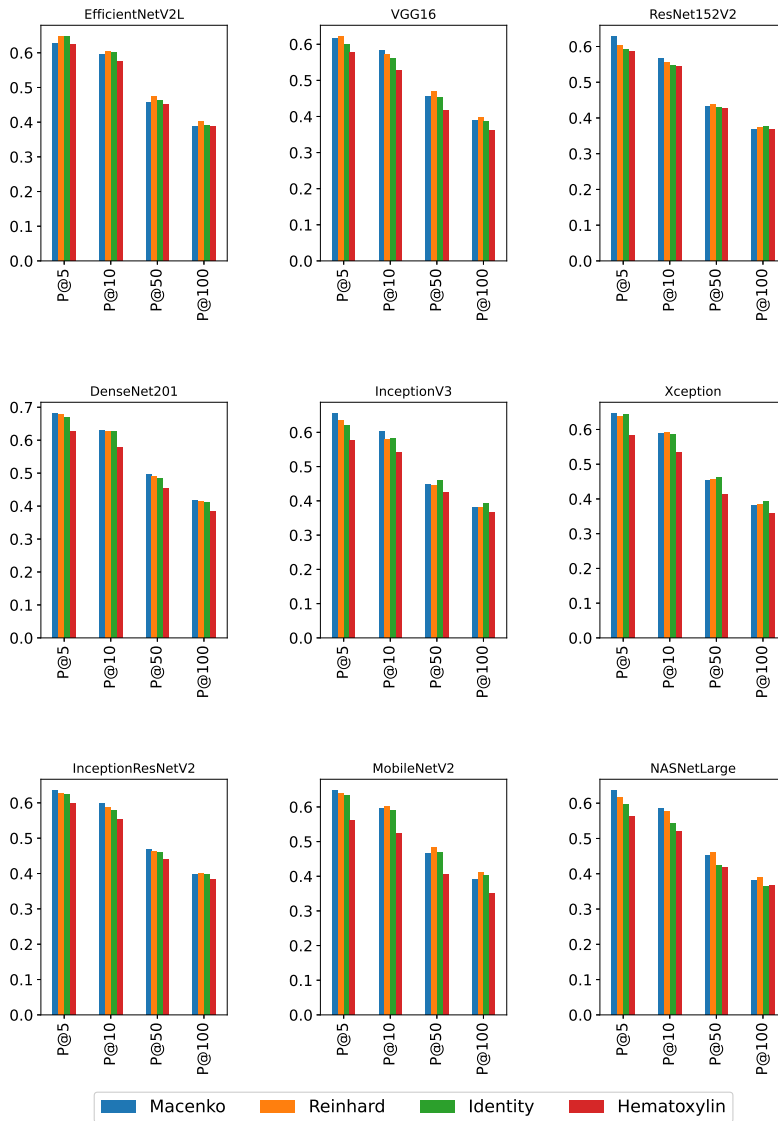 EfficientNetV2L
VGG16
ResNet152V2
0.6
0.5
0.4
0.3
0.2
0.1
0.0
P@5
P@10
P@50
P@100
0.6
0.5
0.4
0.3
0.2
0.1
0.0
P@5
P@10
P@50
P@100
0.6
0.5
0.4
0.3
0.2
0.1
0.0
P@5
P@10
P@50
P@100
DenseNet201
InceptionV3
Xception
0.7
0.6
0.5
0.4
0.3
0.2
0.1
0.0
P@5
P@10
P@50
P@100
0.6
0.5
0.4
0.3
0.2
0.1
0.0
P@5
P@10
P@50
P@100
0.6
0.5
0.4
0.3
0.2
0.1
0.0
P@5
P@10
P@50
P@100
InceptionResNetV2
MobileNetV2
NASNetLarge
0.6
0.5
0.4
0.3
0.2
0.1
0.0
P@5
P@10
P@50
P@100
0.6
0.5
0.4
0.3
0.2
0.1
0.0
P@5
P@10
P@50
P@100
0.6
0.5
0.4
0.3
0.2
0.1
0.0
P@5
P@10
P@50
P@100
Macenko Reinhard Identity Hematoxylin